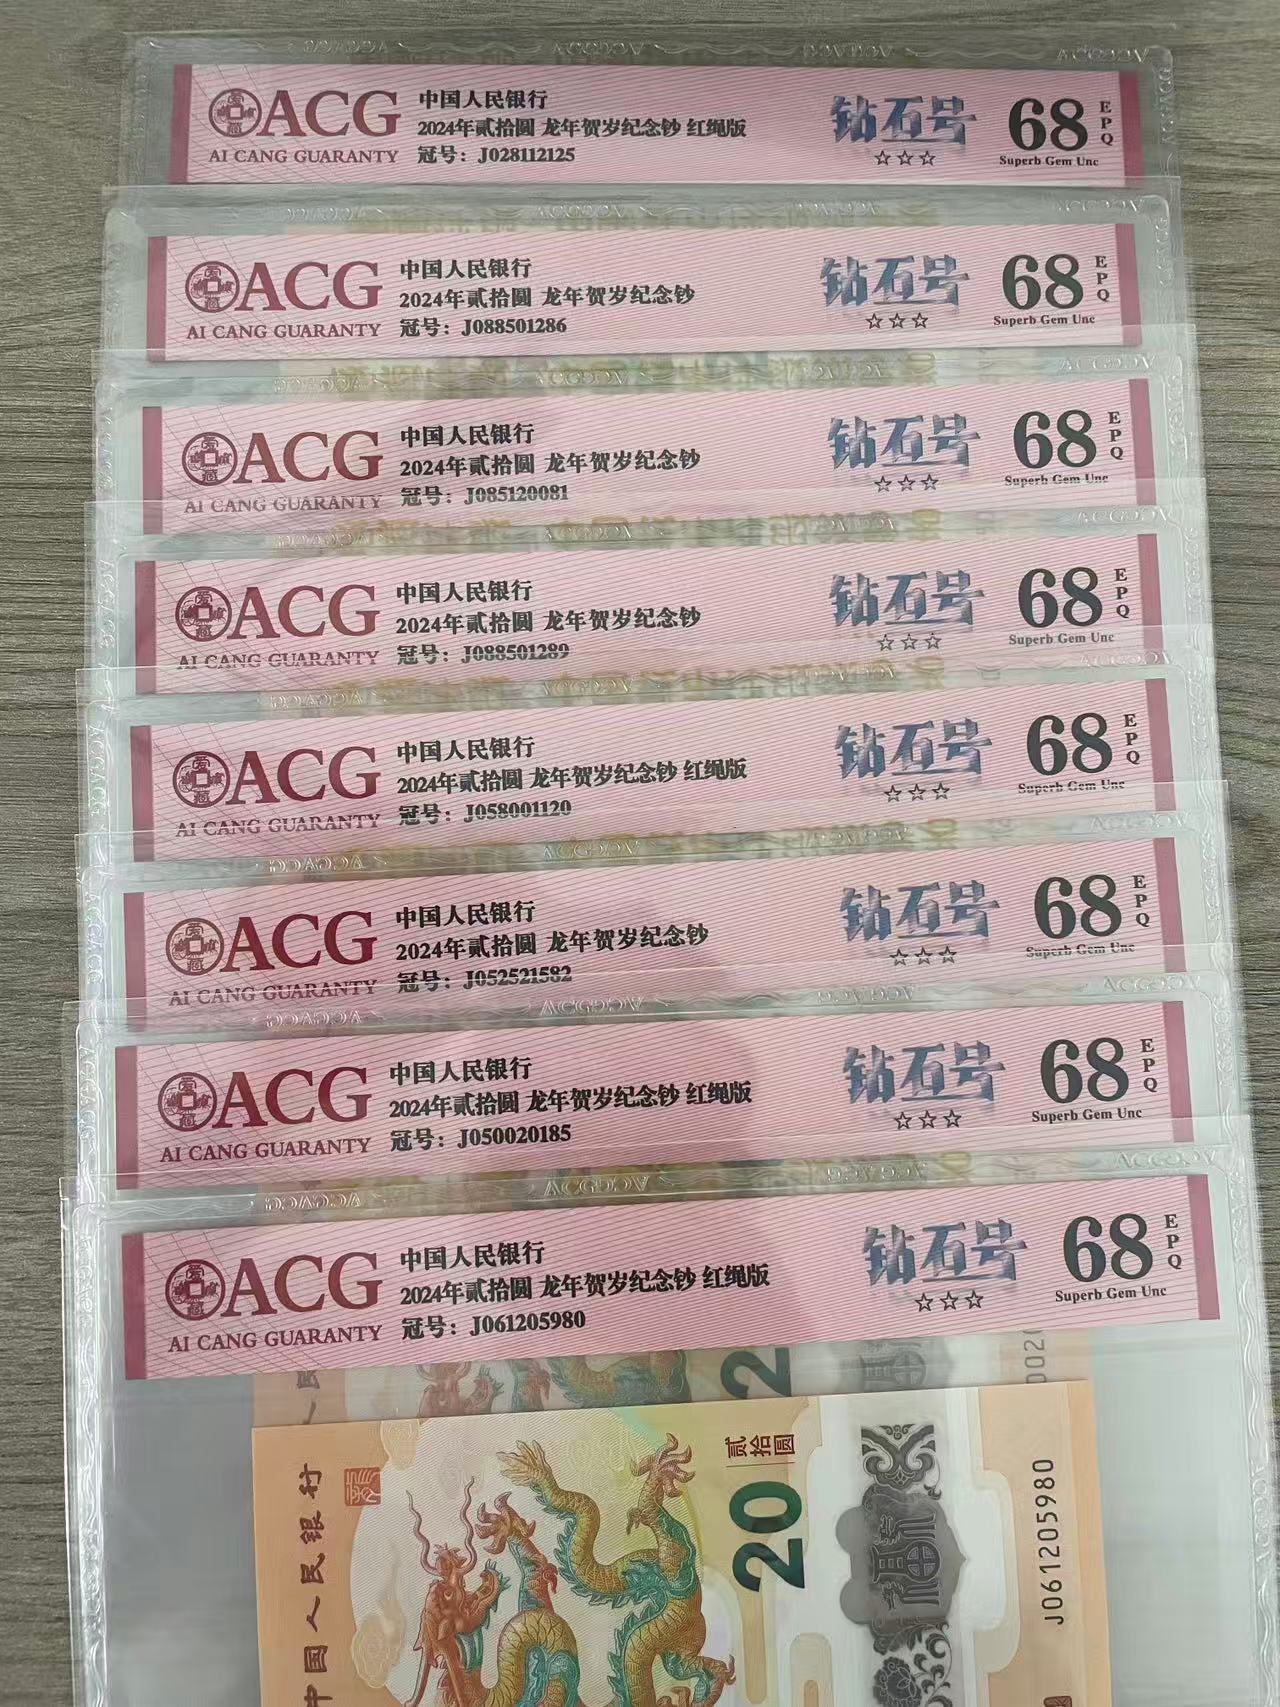 ACG
AI CANG GUARANTY
中国人民银行
2024年贰拾圆 龙年贺岁纪念钞 红绳版
冠号：J028112125
钻石号
☆☆☆
68
EPQ
Superb Gem Unc
ACG
AI CANG GUARANTY
中国人民银行
2024年贰拾圆 龙年贺岁纪念钞
冠号：J088501286
钻石号
☆☆☆
68
EPQ
Superb Gem Unc
ACG
AI CANG GUARANTY
中国人民银行
2024年贰拾圆 龙年贺岁纪念钞
冠号：J085120081
钻石号
☆☆☆
68
EPQ
Superb Gem Unc
ACG
AI CANG GUARANTY
中国人民银行
2024年贰拾圆 龙年贺岁纪念钞
冠号：J088501289
钻石号
☆☆☆
68
EPQ
Superb Gem Unc
ACG
AI CANG GUARANTY
中国人民银行
2024年贰拾圆 龙年贺岁纪念钞 红绳版
冠号：J058001120
钻石号
☆☆☆
68
EPQ
Superb Gem Unc
ACG
AI CANG GUARANTY
中国人民银行
2024年贰拾圆 龙年贺岁纪念钞
冠号：J052521582
钻石号
☆☆☆
68
EPQ
Superb Gem Unc
ACG
AI CANG GUARANTY
中国人民银行
2024年贰拾圆 龙年贺岁纪念钞 红绳版
冠号：J050020185
钻石号
☆☆☆
68
EPQ
Superb Gem Unc
ACG
AI CANG GUARANTY
中国人民银行
2024年贰拾圆 龙年贺岁纪念钞 红绳版
冠号：J061205980
钻石号
☆☆☆
68
EPQ
Superb Gem Unc
中国人民银行
贰拾圆
20
J061205980